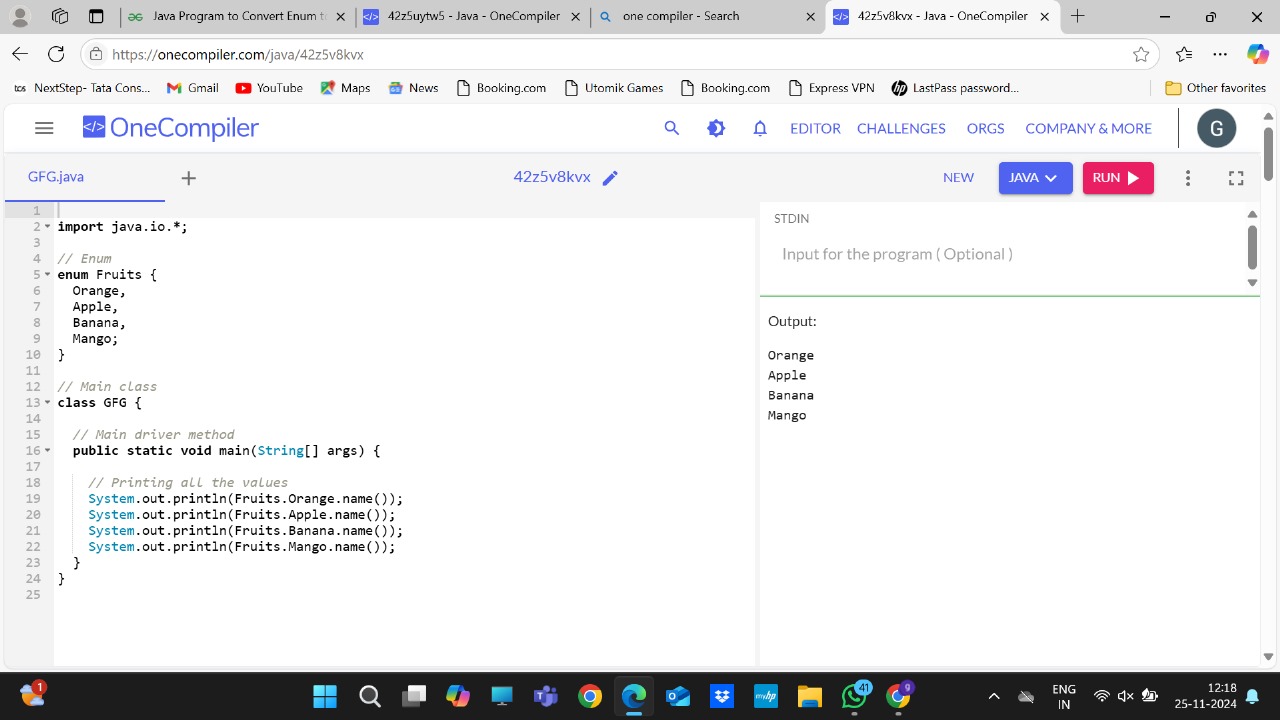 Java Program to Convert Enum to
42z5uytw5 - Java - OneCompiler
one compiler - Search
42z5v8kvx - Java - OneCompiler
https://onecompiler.com/java/42z5v8kvx
NextStep- Tata Cons...
Gmail
YouTube
Maps
News
Booking.com
Utomik Games
Booking.com
Express VPN
LastPass password...
Other favorites
OneCompiler
EDITOR
CHALLENGES
ORGS
COMPANY & MORE
G
GFG.java
42z5v8kvx
NEW
JAVA
RUN
1
2 import java.io.*;
3
4 // Enum
5 enum Fruits {
6 Orange,
7 Apple,
8 Banana,
9 Mango;
10 }
11
12 // Main class
13 class GFG {
14
15 // Main driver method
16 public static void main(String[] args) {
17
18 // Printing all the values
19 System.out.println(Fruits.Orange.name());
20 System.out.println(Fruits.Apple.name());
21 System.out.println(Fruits.Banana.name());
22 System.out.println(Fruits.Mango.name());
23 }
24 }
25
STDIN
Input for the program ( Optional )
Output:
Orange
Apple
Banana
Mango
1
myhp
41
9
ENG
IN
12:18
25-11-2024